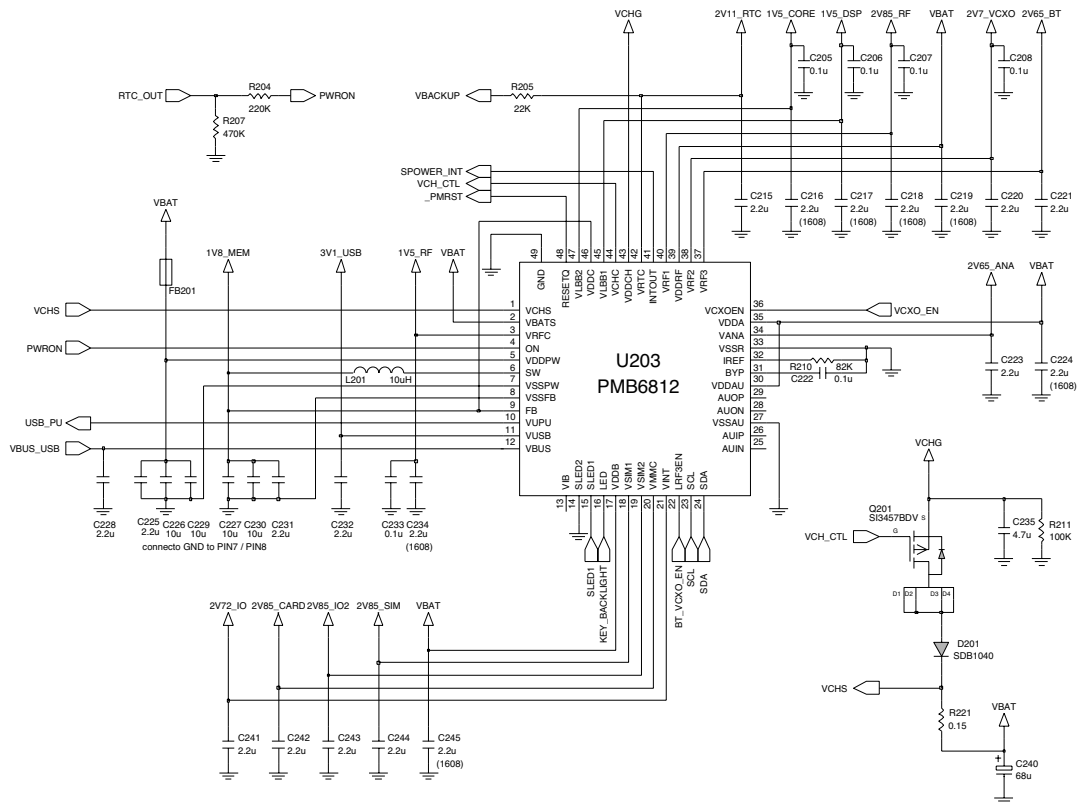 VCHG
2V11_RTC 1V5_CORE 1V5_DSP 2V85_RF VBAT 2V7_VCXO 2V65_BT
C205
0.1u
C206
0.1u
C207
0.1u
C208
0.1u
RTC_OUT
R204
220K
PWRON
R207
470K
VBACKUP
R205
22K
SPOWER_INT
VCH_CTL
_PMRST
C215
2.2u
C216
2.2u
(1608)
C217
2.2u
(1608)
C218
2.2u
(1608)
C219
2.2u
(1608)
C220
2.2u
C221
2.2u
VBAT
FB201
1V8_MEM
3V1_USB
1V5_RF
VBAT
2V65_ANA
VBAT
49 48 47 46 45 44 43 42 41 40 39 38 37
GND RESETQ VLBB2 VDDC VLBB1 VCHC VDDCH VRTC INTOUT VRF1 VDDRF VRF2 VRF3
U203
PMB6812
VCHS
PWRON
USB_PU
VBUS_USB
1 VCHS
2 VBATS
3 VRFC
4 ON
5 VDDPW
6 SW
7 VSSPW
8 VSSFB
9 FB
10 VUPU
11 VUSB
12 VBUS
L201
10uH
VCXOEN 36
VDDA 35
VANA 34
VSSR 33
IREF 32
BYP 31
VDDAU 30
AUOP 29
AUON 28
VSSAU 27
AUIP 26
AUIN 25
VCXO_EN
R210 82K
C222 0.1u
C223
2.2u
C224
2.2u
(1608)
VIB SLED2 SLED1 LED VDDB VSIM1 VSIM2 VMMC VINT LRF3EN SCL SDA
13 14 15 16 17 18 19 20 21 22 23 24
SLED1
KEY_BACKLIGHT
BT_VCXO_EN
SCL
SDA
C228
2.2u
C225
2.2u
C226
10u
C229
10u
C227
10u
C230
10u
C231
2.2u
C232
2.2u
C233
0.1u
C234
2.2u
(1608)
connecto GND to PIN7 / PIN8
2V72_IO 2V85_CARD 2V85_IO2 2V85_SIM VBAT
C241
2.2u
C242
2.2u
C243
2.2u
C244
2.2u
C245
2.2u
(1608)
VCHG
Q201
SI3457BDV S
G
VCH_CTL
C235
4.7u
R211
100K
D1 D2 D3 D4
D201
SDB1040
VCHS
R221
0.15
VBAT
+
C240
68u